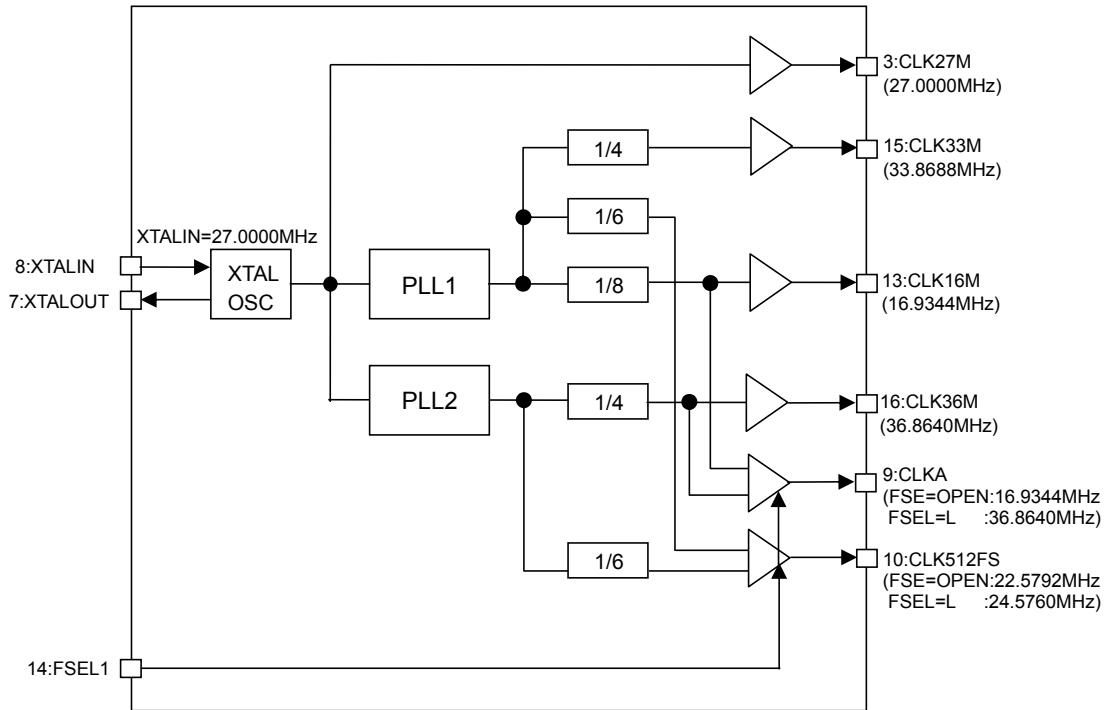 3:CLK27M
(27.0000MHz)
1/4
15:CLK33M
(33.8688MHz)
1/6
XTALIN=27.0000MHz
8:XTALIN
7:XTALOUT
XTAL
OSC
PLL1
1/8
13:CLK16M
(16.9344MHz)
PLL2
1/4
16:CLK36M
(36.8640MHz)
9:CLKA
(FSE=OPEN:16.9344MHz
FSEL=L :36.8640MHz)
1/6
10:CLK512FS
(FSE=OPEN:22.5792MHz
FSEL=L :24.5760MHz)
14:FSEL1